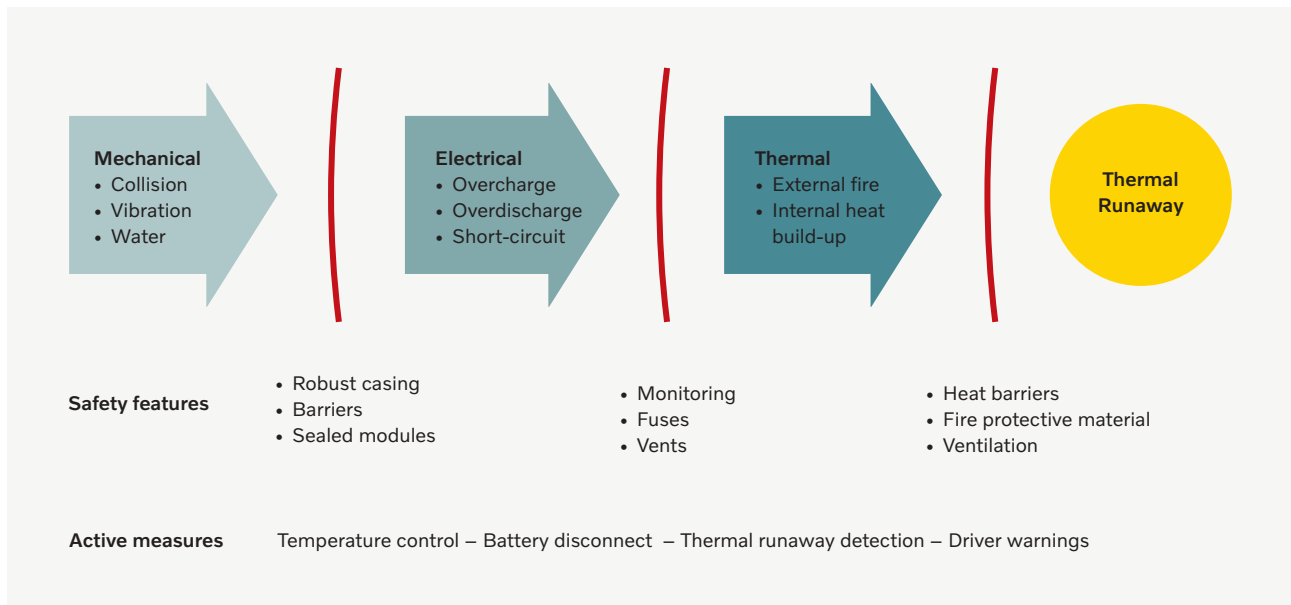 Mechanical
• Collision
• Vibration
• Water
Electrical
• Overcharge
• Overdischarge
• Short-circuit
Thermal
• External fire
• Internal heat
build-up
Thermal
Runaway
Safety features
• Robust casing
• Barriers
• Sealed modules
• Monitoring
• Fuses
• Vents
• Heat barriers
• Fire protective material
• Ventilation
Active measures
Temperature control – Battery disconnect – Thermal runaway detection – Driver warnings